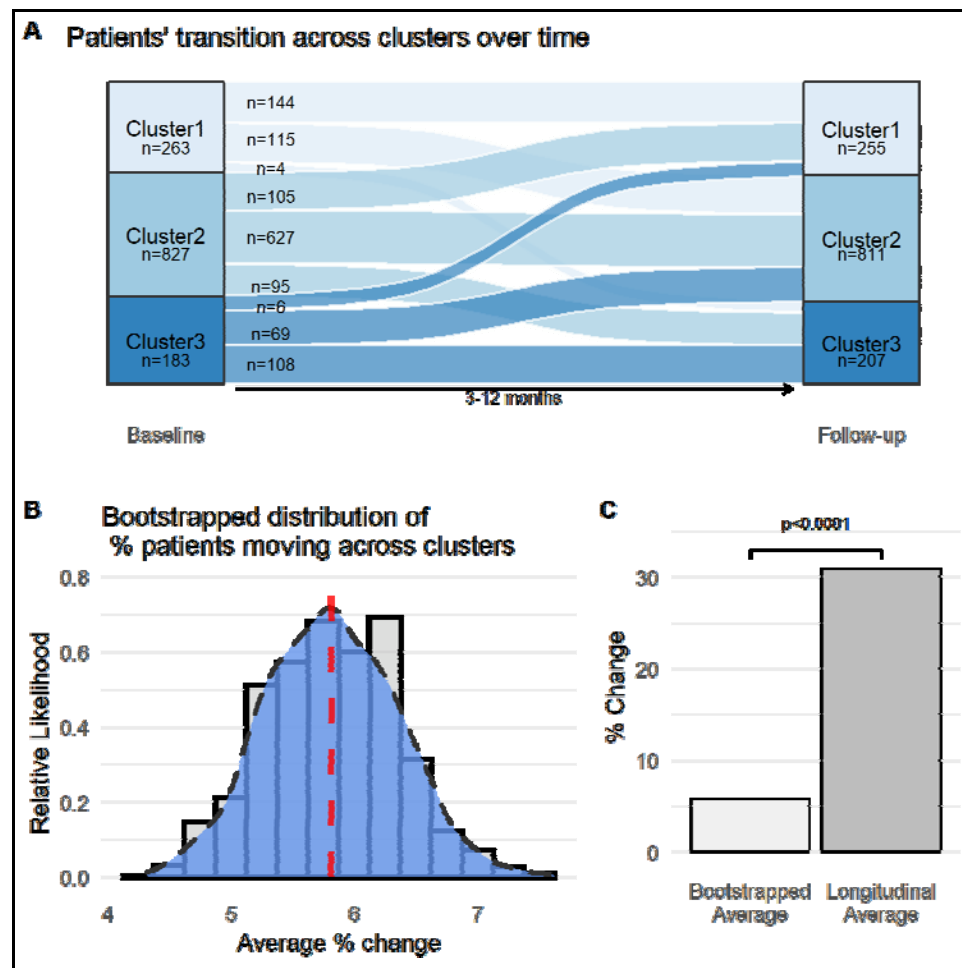 A Patients' transition across clusters over time
Cluster1
n=263
Cluster2
n=827
Cluster3
n=183
n=144
n=115
n=4
n=105
n=627
n=95
n=6
n=69
n=108
Cluster1
n=255
Cluster2
n=811
Cluster3
n=207
3-12 months
Baseline
Follow-up
B Bootstrapped distribution of
% patients moving across clusters
Relative Likelihood
0.8
0.6
0.4
0.2
0.0
4 5 6 7
Average % change
C
p<0.0001
% Change
30
20
10
0
Bootstrapped
Average
Longitudinal
Average